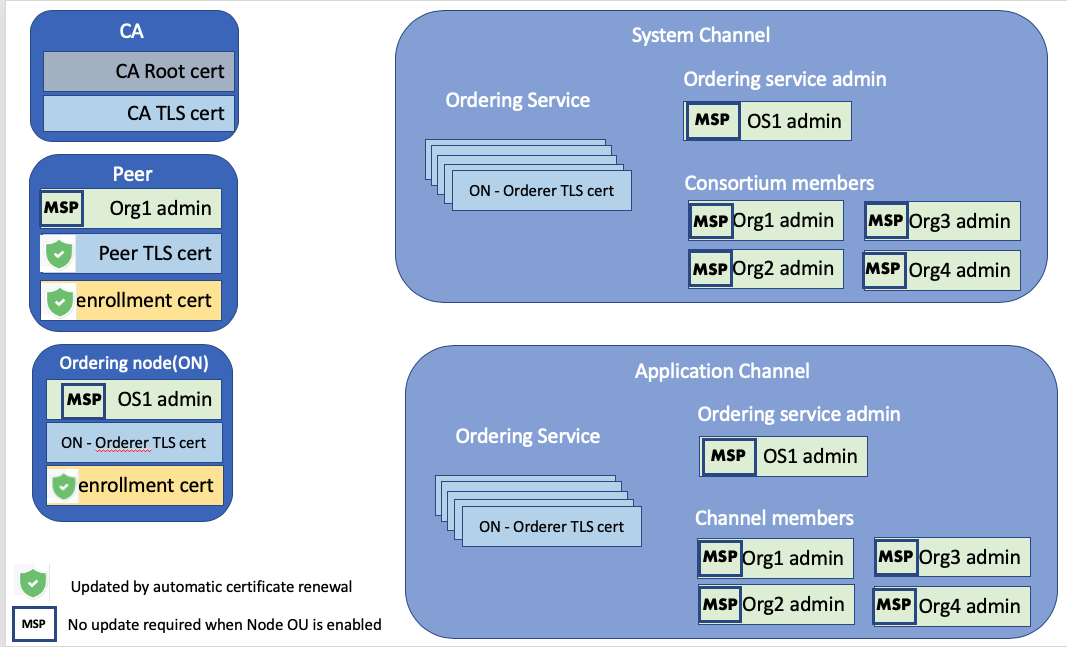 CA
CA Root cert
CA TLS cert
Peer
MSP Org1 admin
Peer TLS cert
enrollment cert
Ordering node(ON)
MSP OS1 admin
ON - Orderer TLS cert
enrollment cert
Updated by automatic certificate renewal
MSP No update required when Node OU is enabled
System Channel
Ordering Service
ON - Orderer TLS cert
Ordering service admin
MSP OS1 admin
Consortium members
MSP Org1 admin MSP Org3 admin
MSP Org2 admin MSP Org4 admin
Application Channel
Ordering Service
ON - Orderer TLS cert
Ordering service admin
MSP OS1 admin
Channel members
MSP Org1 admin MSP Org3 admin
MSP Org2 admin MSP Org4 admin